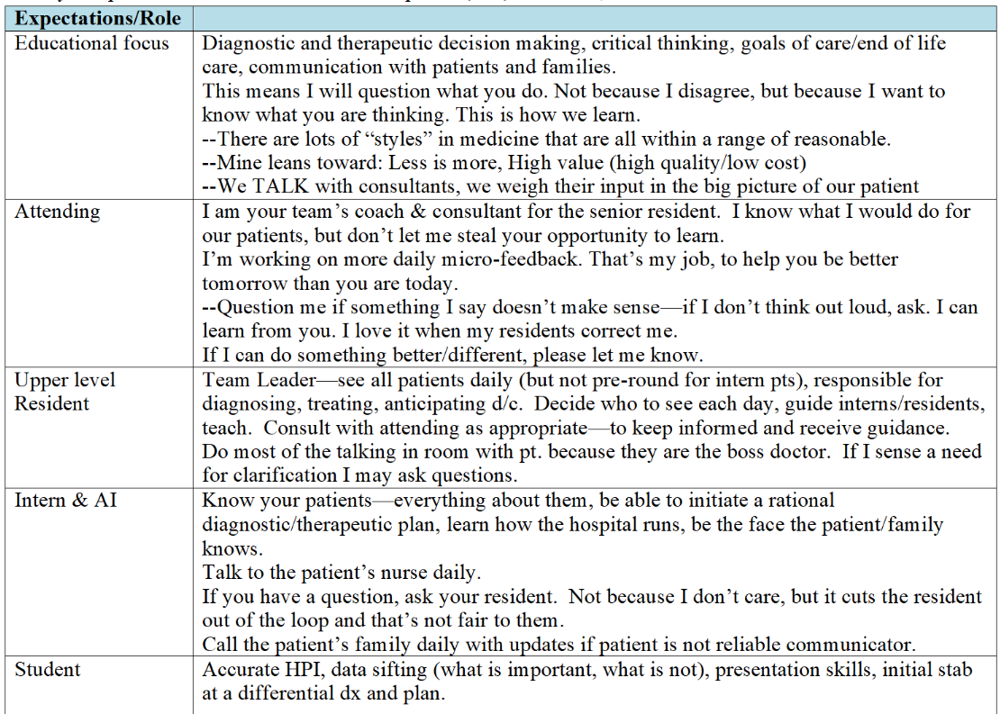 Expectations/Role
Educational focus
Diagnostic and therapeutic decision making, critical thinking, goals of care/end of life
care, communication with patients and families.
This means I will question what you do. Not because I disagree, but because I want to
know what you are thinking. This is how we learn.
--There are lots of “styles” in medicine that are all within a range of reasonable.
--Mine leans toward: Less is more, High value (high quality/low cost)
--We TALK with consultants, we weigh their input in the big picture of our patient
Attending
I am your team’s coach & consultant for the senior resident.  I know what I would do for
our patients, but don’t let me steal your opportunity to learn.
I’m working on more daily micro-feedback. That’s my job, to help you be better
tomorrow than you are today.
--Question me if something I say doesn’t make sense—if I don’t think out loud, ask. I can
learn from you. I love it when my residents correct me.
If I can do something better/different, please let me know.
Upper level
Resident
Team Leader—see all patients daily (but not pre-round for intern pts), responsible for
diagnosing, treating, anticipating d/c.  Decide who to see each day, guide interns/residents,
teach.  Consult with attending as appropriate—to keep informed and receive guidance.
Do most of the talking in room with pt. because they are the boss doctor.  If I sense a need
for clarification I may ask questions.
Intern & AI
Know your patients—everything about them, be able to initiate a rational
diagnostic/therapeutic plan, learn how the hospital runs, be the face the patient/family
knows.
Talk to the patient’s nurse daily.
If you have a question, ask your resident.  Not because I don’t care, but it cuts the resident
out of the loop and that’s not fair to them.
Call the patient’s family daily with updates if patient is not reliable communicator.
Student
Accurate HPI, data sifting (what is important, what is not), presentation skills, initial stab
at a differential dx and plan.